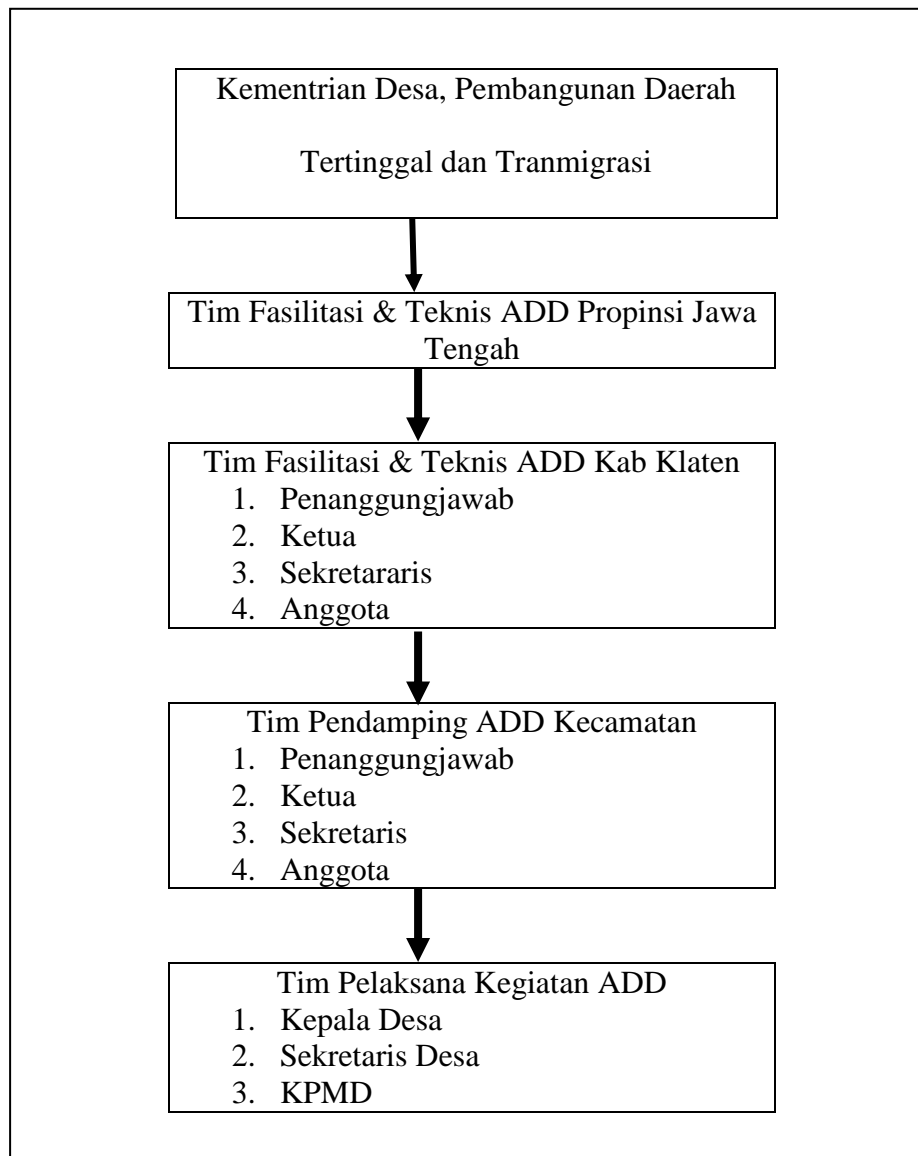 Kementrian Desa, Pembangunan Daerah
Tertinggal dan Tranmigrasi
Tim Fasilitasi & Teknis ADD Propinsi Jawa
Tengah
Tim Fasilitasi & Teknis ADD Kab Klaten
1. Penanggungjawab
2. Ketua
3. Sekretararis
4. Anggota
Tim Pendamping ADD Kecamatan
1. Penanggungjawab
2. Ketua
3. Sekretaris
4. Anggota
Tim Pelaksana Kegiatan ADD
1. Kepala Desa
2. Sekretaris Desa
3. KPMD